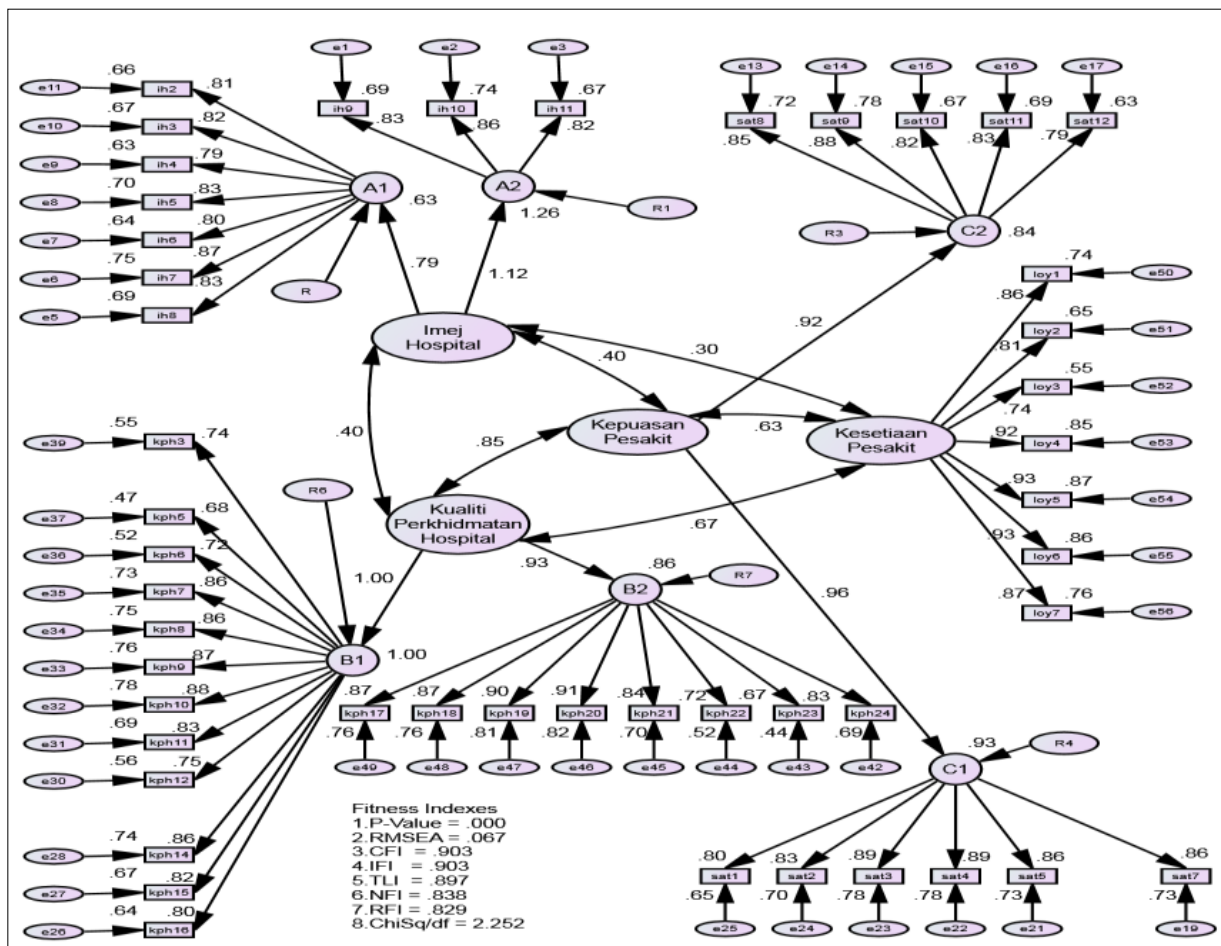 e1 e2 e3
e13 e14 e15 e16 e17
e11 .66 ih2 .81
.69 ih9 .83
.74 ih10 .86
.67 ih11 .82
.72 sat8 .85
.78 sat9 .88
.67 sat10 .82
.69 sat11 .83
.63 sat12 .79
e10 .67 ih3 .82
e9 .63 ih4 .79
e8 .70 ih5 .83
e7 .64 ih6 .80
e6 .75 ih7 .87
e5 .69 ih8 .83
A1 .63
A2 1.26
R
R1
R3
C2 .84
.79
1.12
.92
Imej
Hospital
.40
.30
.40
.74 loy1 e50 .86
.65 loy2 e51 .81
.55 loy3 e52 .74
.85 loy4 e53 .92
.87 loy5 e54 .93
.86 loy6 e55 .93
.76 loy7 e56 .87
Kepuasan
Pesakit
.63
Kesetiaan
Pesakit
.85
.67
Kualiti
Perkhidmatan
Hospital
e39 .55 kph3 .74
R6
e37 .47 kph5 .68
e36 .52 kph6 .72
e35 .73 kph7 .86
e34 .75 kph8 .86
e33 .76 kph9 .87
e32 .78 kph10 .88
e31 .69 kph11 .83
e30 .56 kph12 .75
e28 .74 kph14 .86
e27 .67 kph15 .82
e26 .64 kph16 .80
1.00
B1 1.00
.93
.86
B2
R7
.96
.87 .87 .90 .91 .84 .72 .67 .83
kph17 kph18 kph19 kph20 kph21 kph22 kph23 kph24
.76 .76 .81 .82 .70 .52 .44 .69
e49 e48 e47 e46 e45 e44 e43 e42
.93
C1
R4
.80 .83 .89 .89 .86 .86
sat1 sat2 sat3 sat4 sat5 sat7
.65 .70 .78 .78 .73 .73
e25 e24 e23 e22 e21 e19
Fitness Indexes
1.P-Value = .000
2.RMSEA = .067
3.CFI = .903
4.IFI = .903
5.TLI = .897
6.NFI = .838
7.RFI = .829
8.ChiSq/df = 2.252